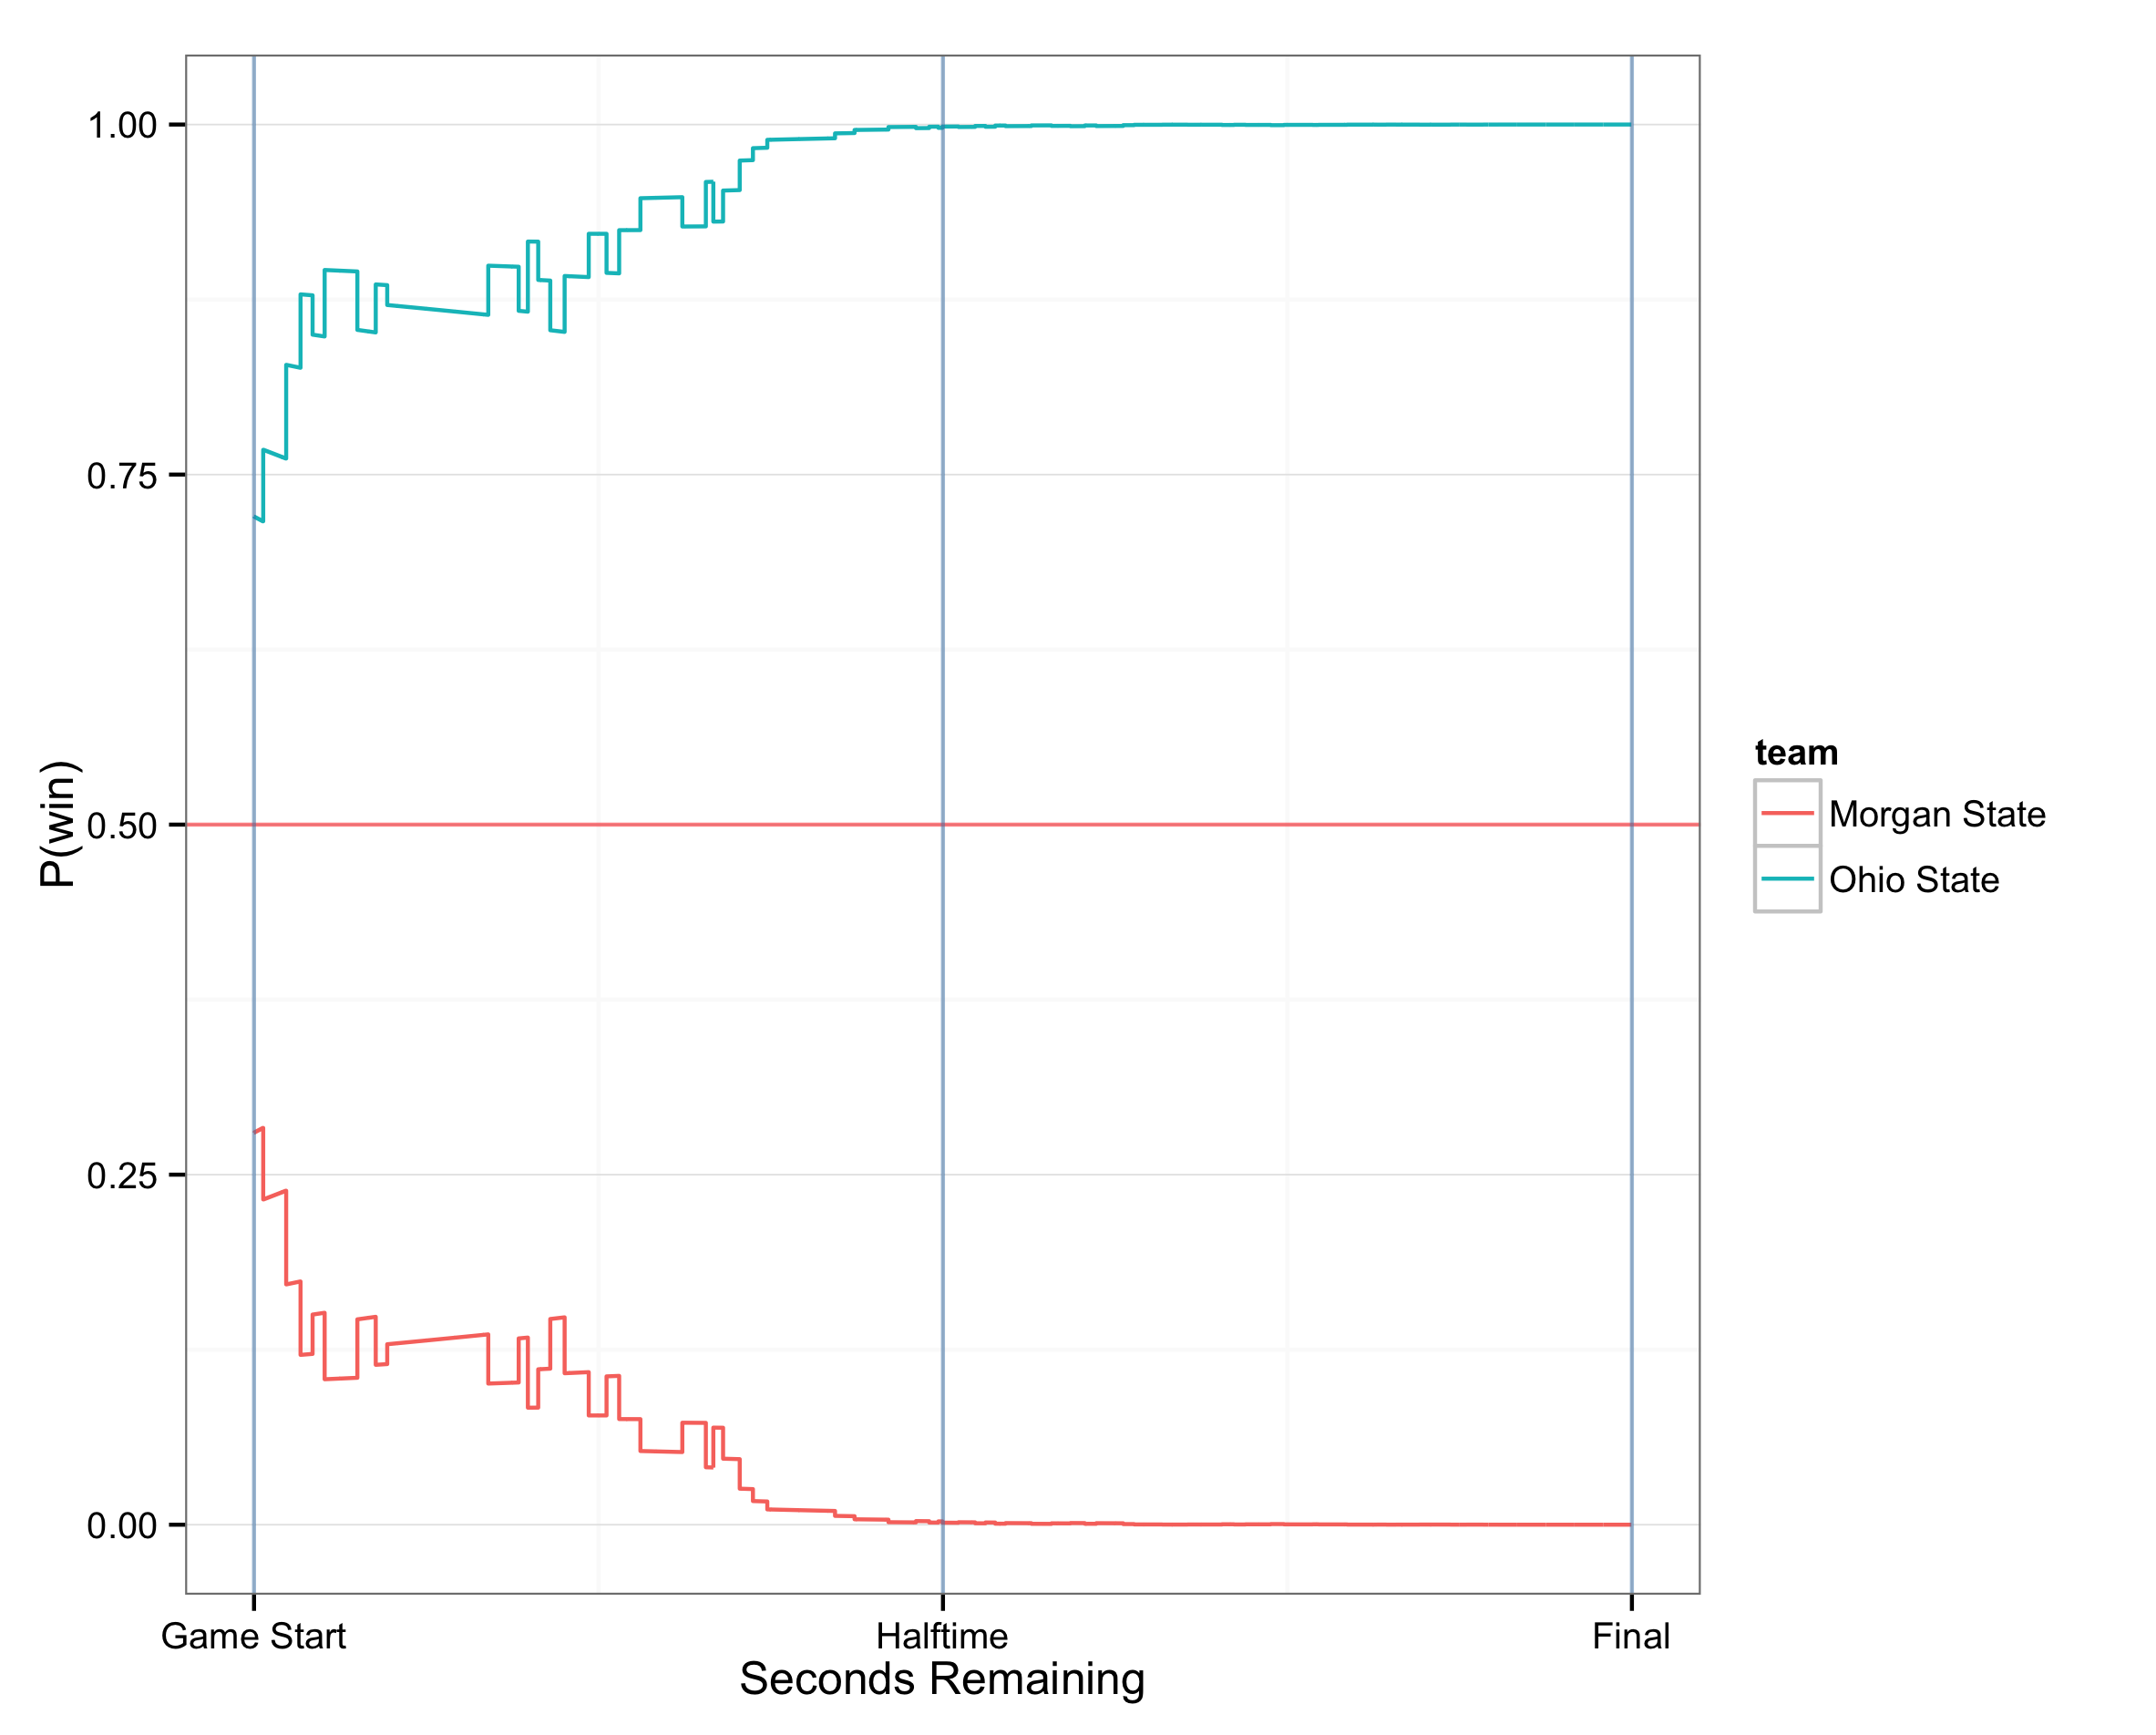 1.00
0.75
0.50
0.25
0.00
P(win)
Game Start
Halftime
Final
Seconds Remaining
team
Morgan State
Ohio State